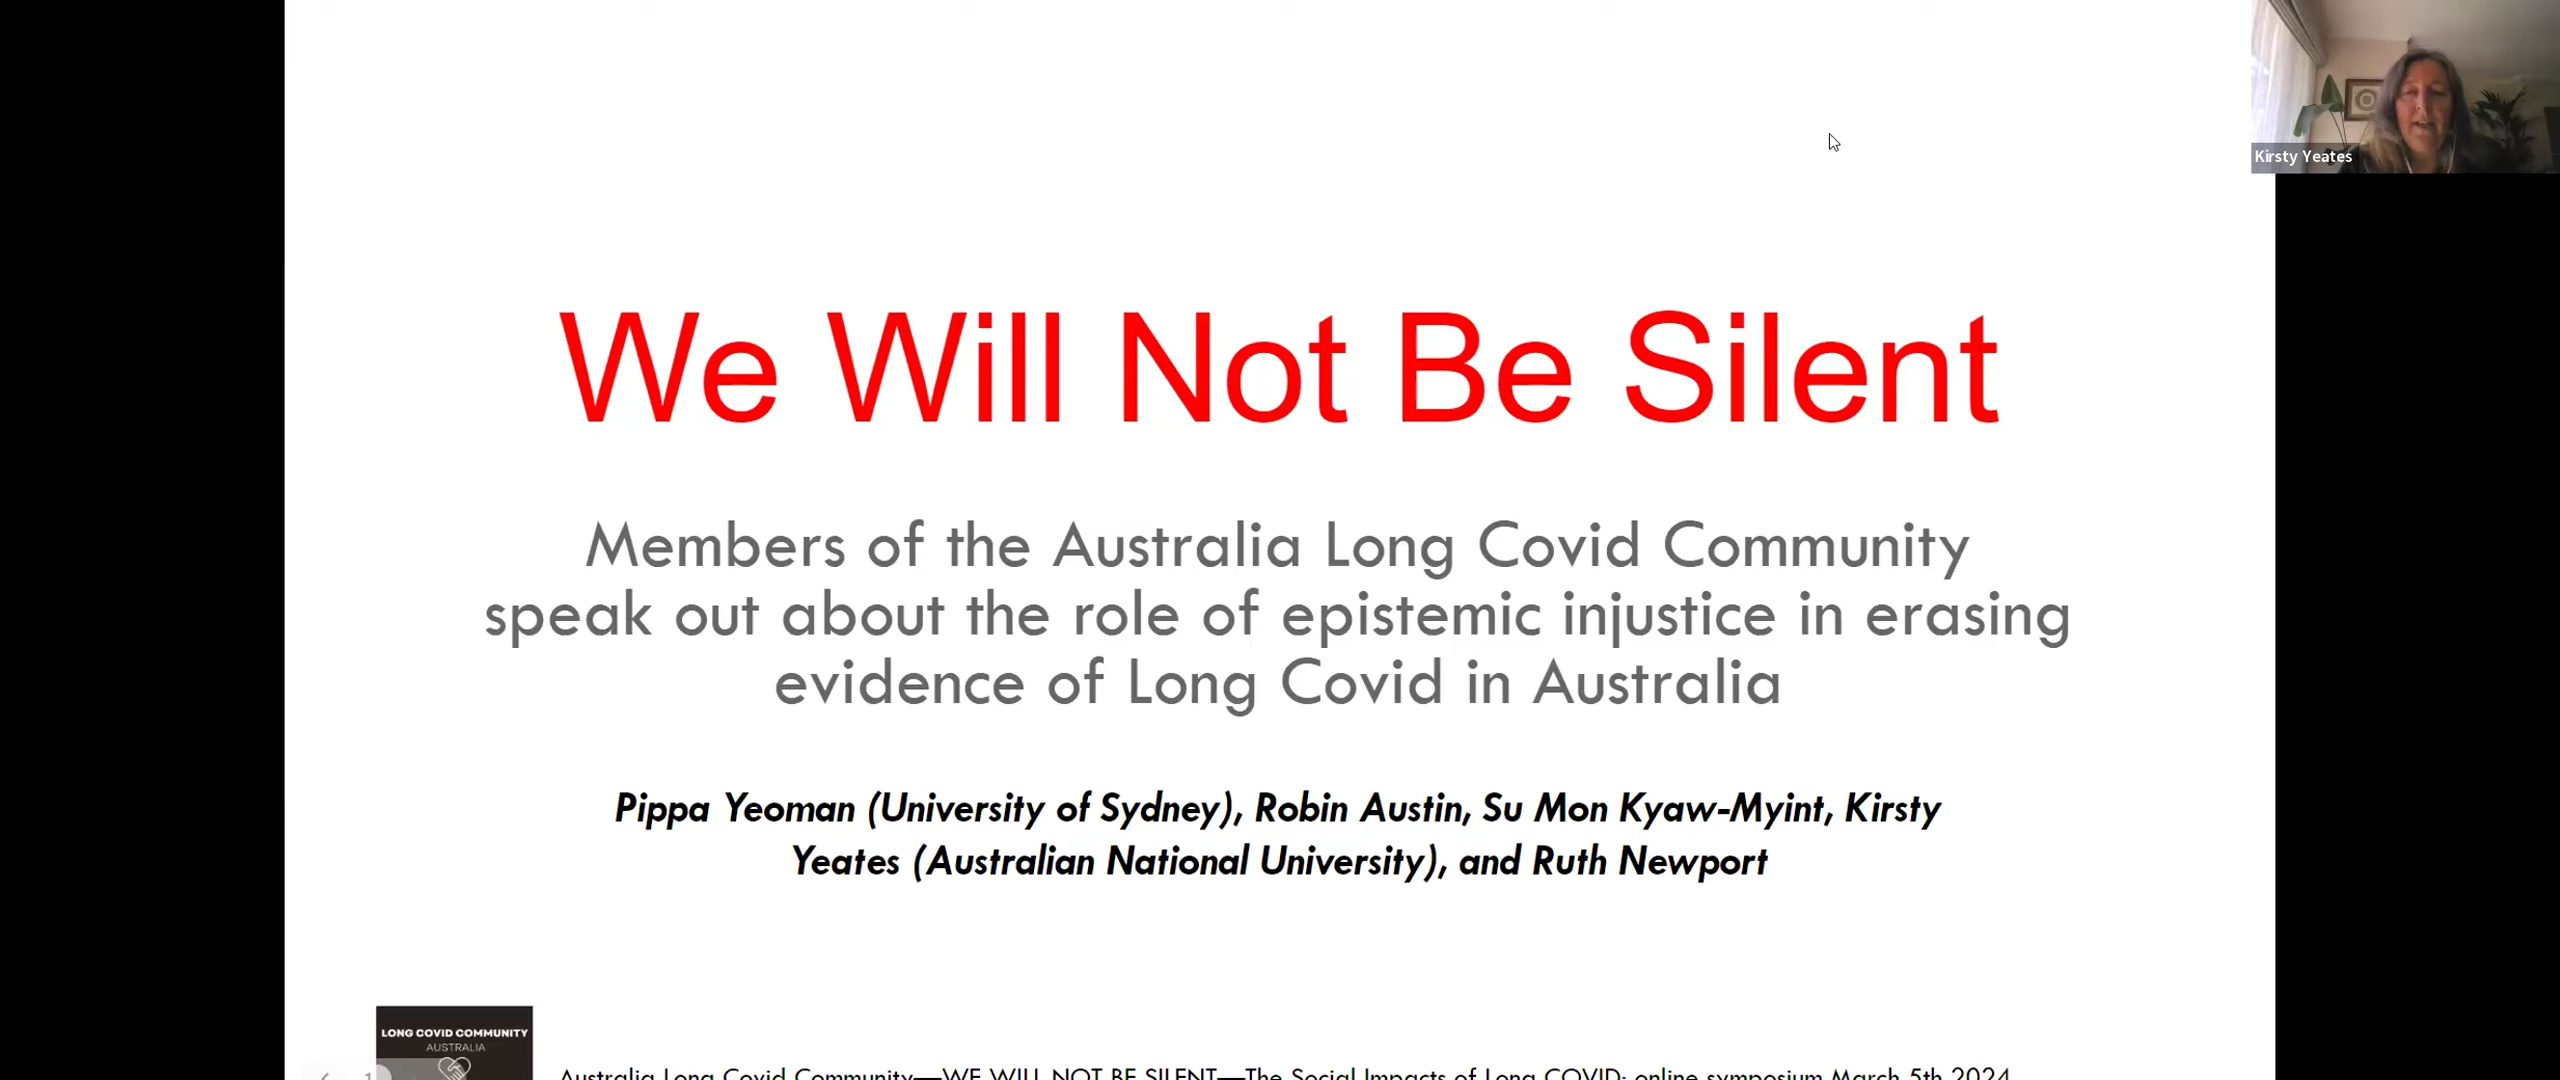 Kirsty Yeates
We Will Not Be Silent
Members of the Australia Long Covid Community
speak out about the role of epistemic injustice in erasing
evidence of Long Covid in Australia
Pippa Yeoman (University of Sydney), Robin Austin, Su Mon Kyaw-Myint, Kirsty
Yeates (Australian National University), and Ruth Newport
LONG COVID COMMUNITY
AUSTRALIA
1
Australia Long Covid Community—WE WILL NOT BE SILENT—The Social Impacts of Long COVID: online symposium March 5th 2024